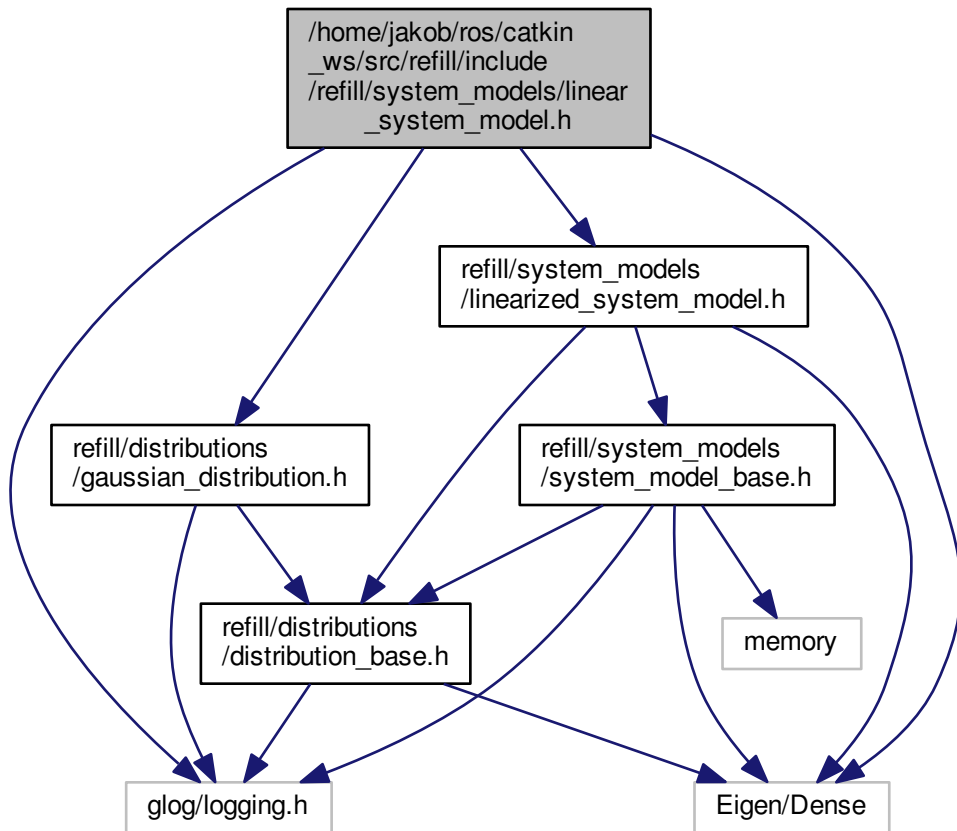 /home/jakob/ros/catkin
_ws/src/refill/include
/refill/system_models/linear
_system_model.h
refill/system_models
/linearized_system_model.h
refill/distributions
/gaussian_distribution.h
refill/system_models
/system_model_base.h
refill/distributions
/distribution_base.h
memory
glog/logging.h
Eigen/Dense